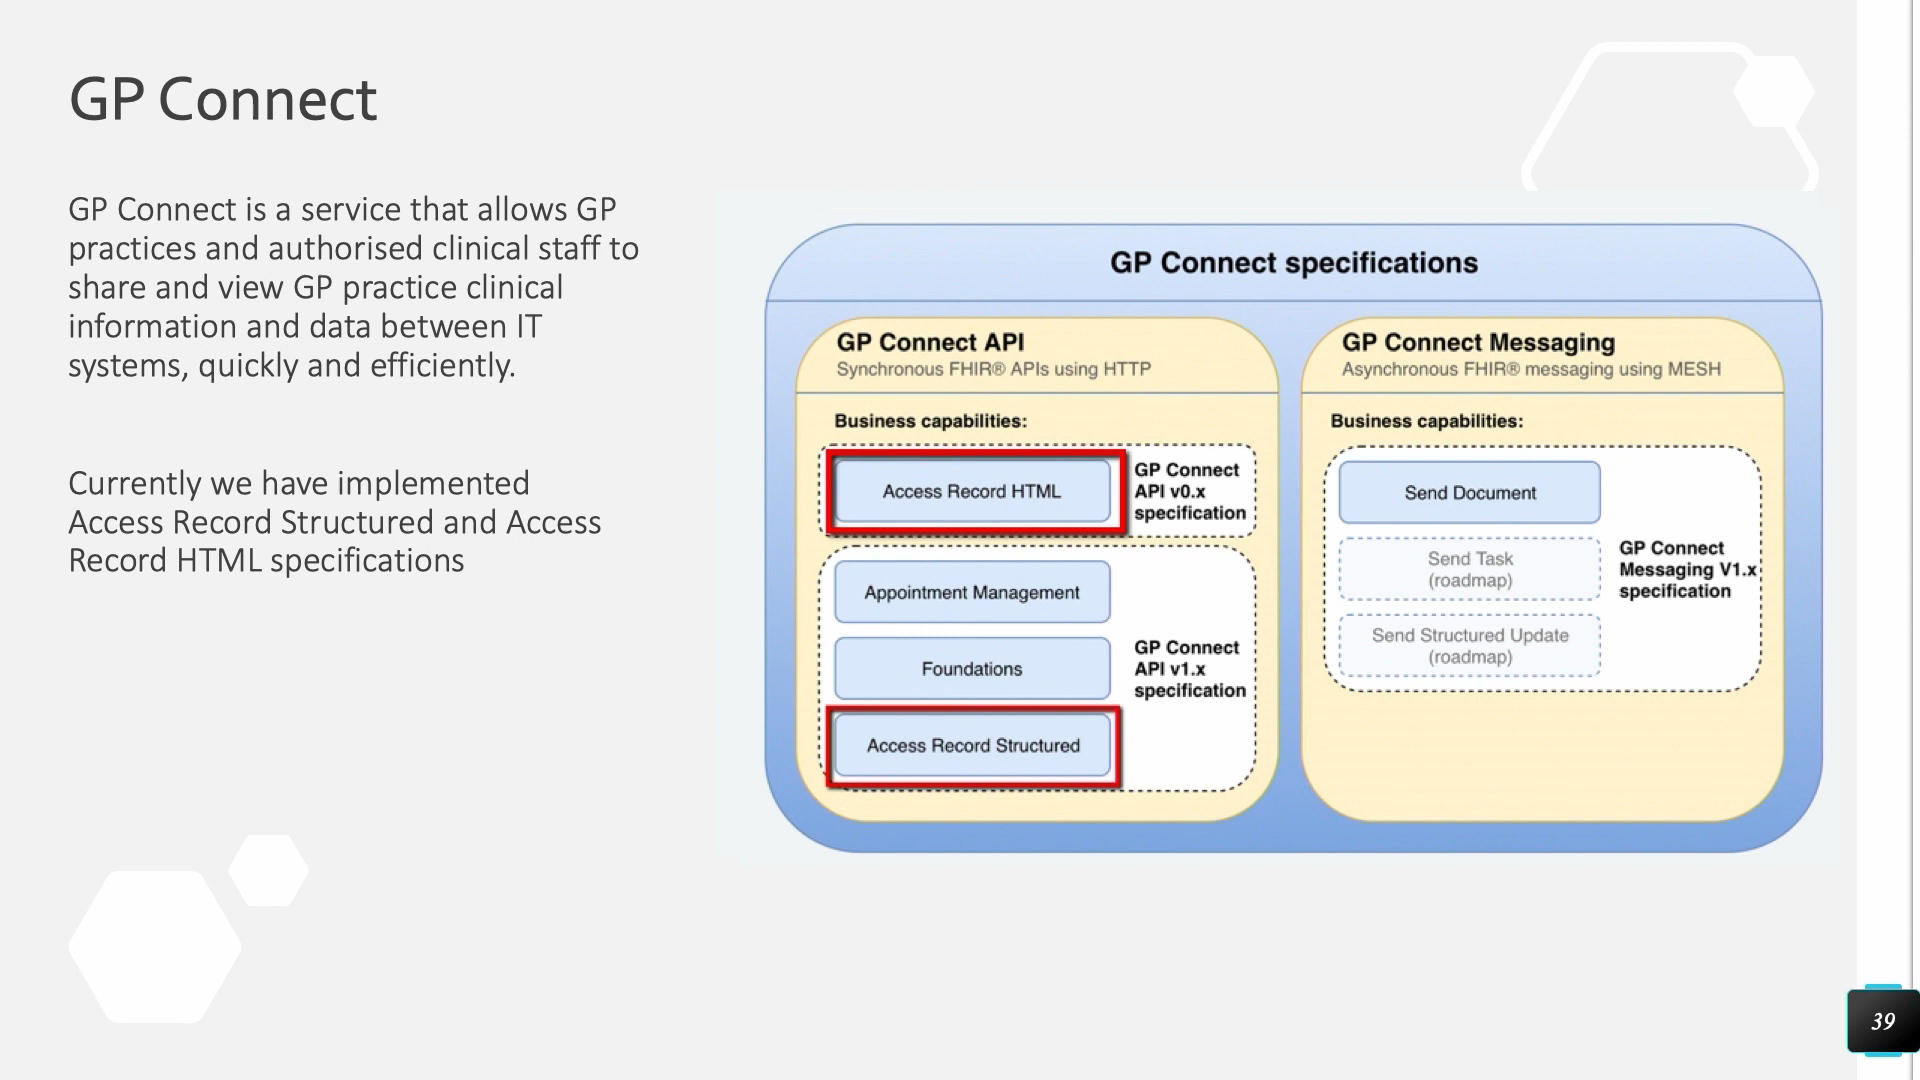 GP Connect
GP Connect is a service that allows GP
practices and authorised clinical staff to
share and view GP practice clinical
information and data between IT
systems, quickly and efficiently.
Currently we have implemented
Access Record Structured and Access
Record HTML specifications
GP Connect specifications
GP Connect API
Synchronous FHIR® APIs using HTTP
Business capabilities:
Access Record HTML
GP Connect
API v0.x
specification
Appointment Management
Foundations
Access Record Structured
GP Connect
API v1.x
specification
GP Connect Messaging
Asynchronous FHIR® messaging using MESH
Business capabilities:
Send Document
Send Task
(roadmap)
Send Structured Update
(roadmap)
GP Connect
Messaging V1.x
specification
39